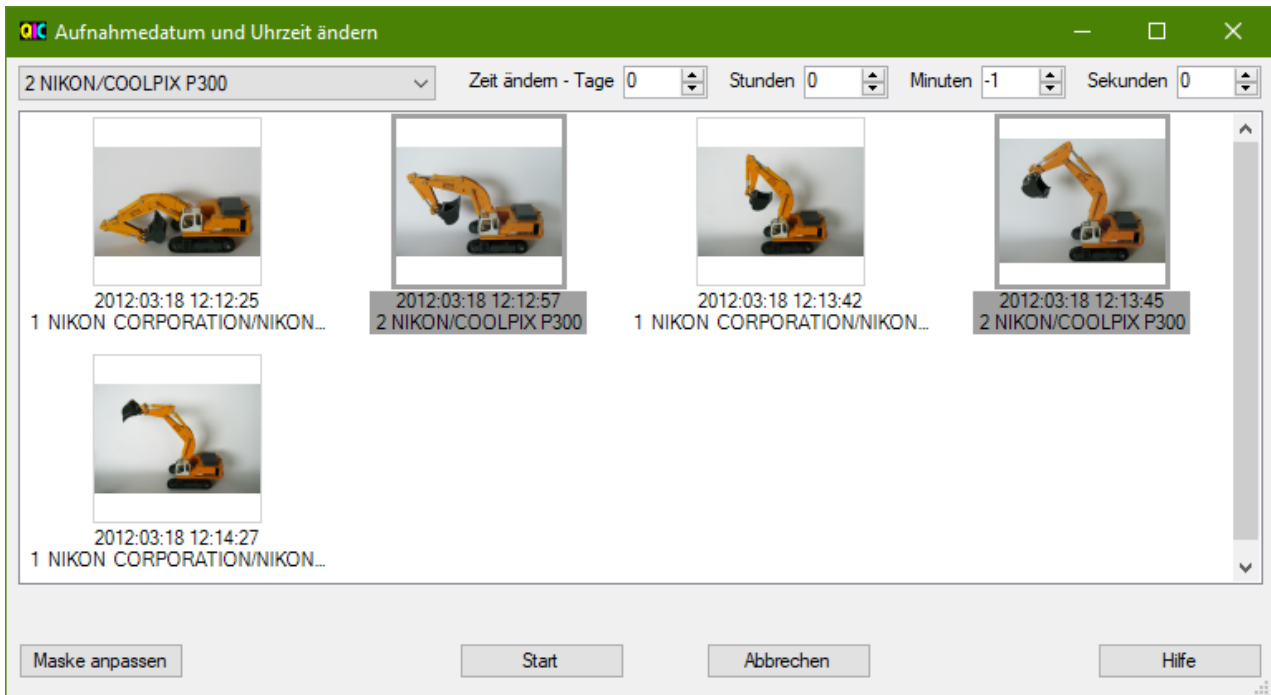 QIC Aufnahmedatum und Uhrzeit ändern
2 NIKON/COOLPIX P300 Zeit ändern - Tage 0 Stunden 0 Minuten -1 Sekunden 0
2012:03:18 12:12:25
1 NIKON CORPORATION/NIKON...
2012:03:18 12:12:57
2 NIKON/COOLPIX P300
2012:03:18 12:13:42
1 NIKON CORPORATION/NIKON...
2012:03:18 12:13:45
2 NIKON/COOLPIX P300
2012:03:18 12:14:27
1 NIKON CORPORATION/NIKON...
Maske anpassen Start Abbrechen Hilfe